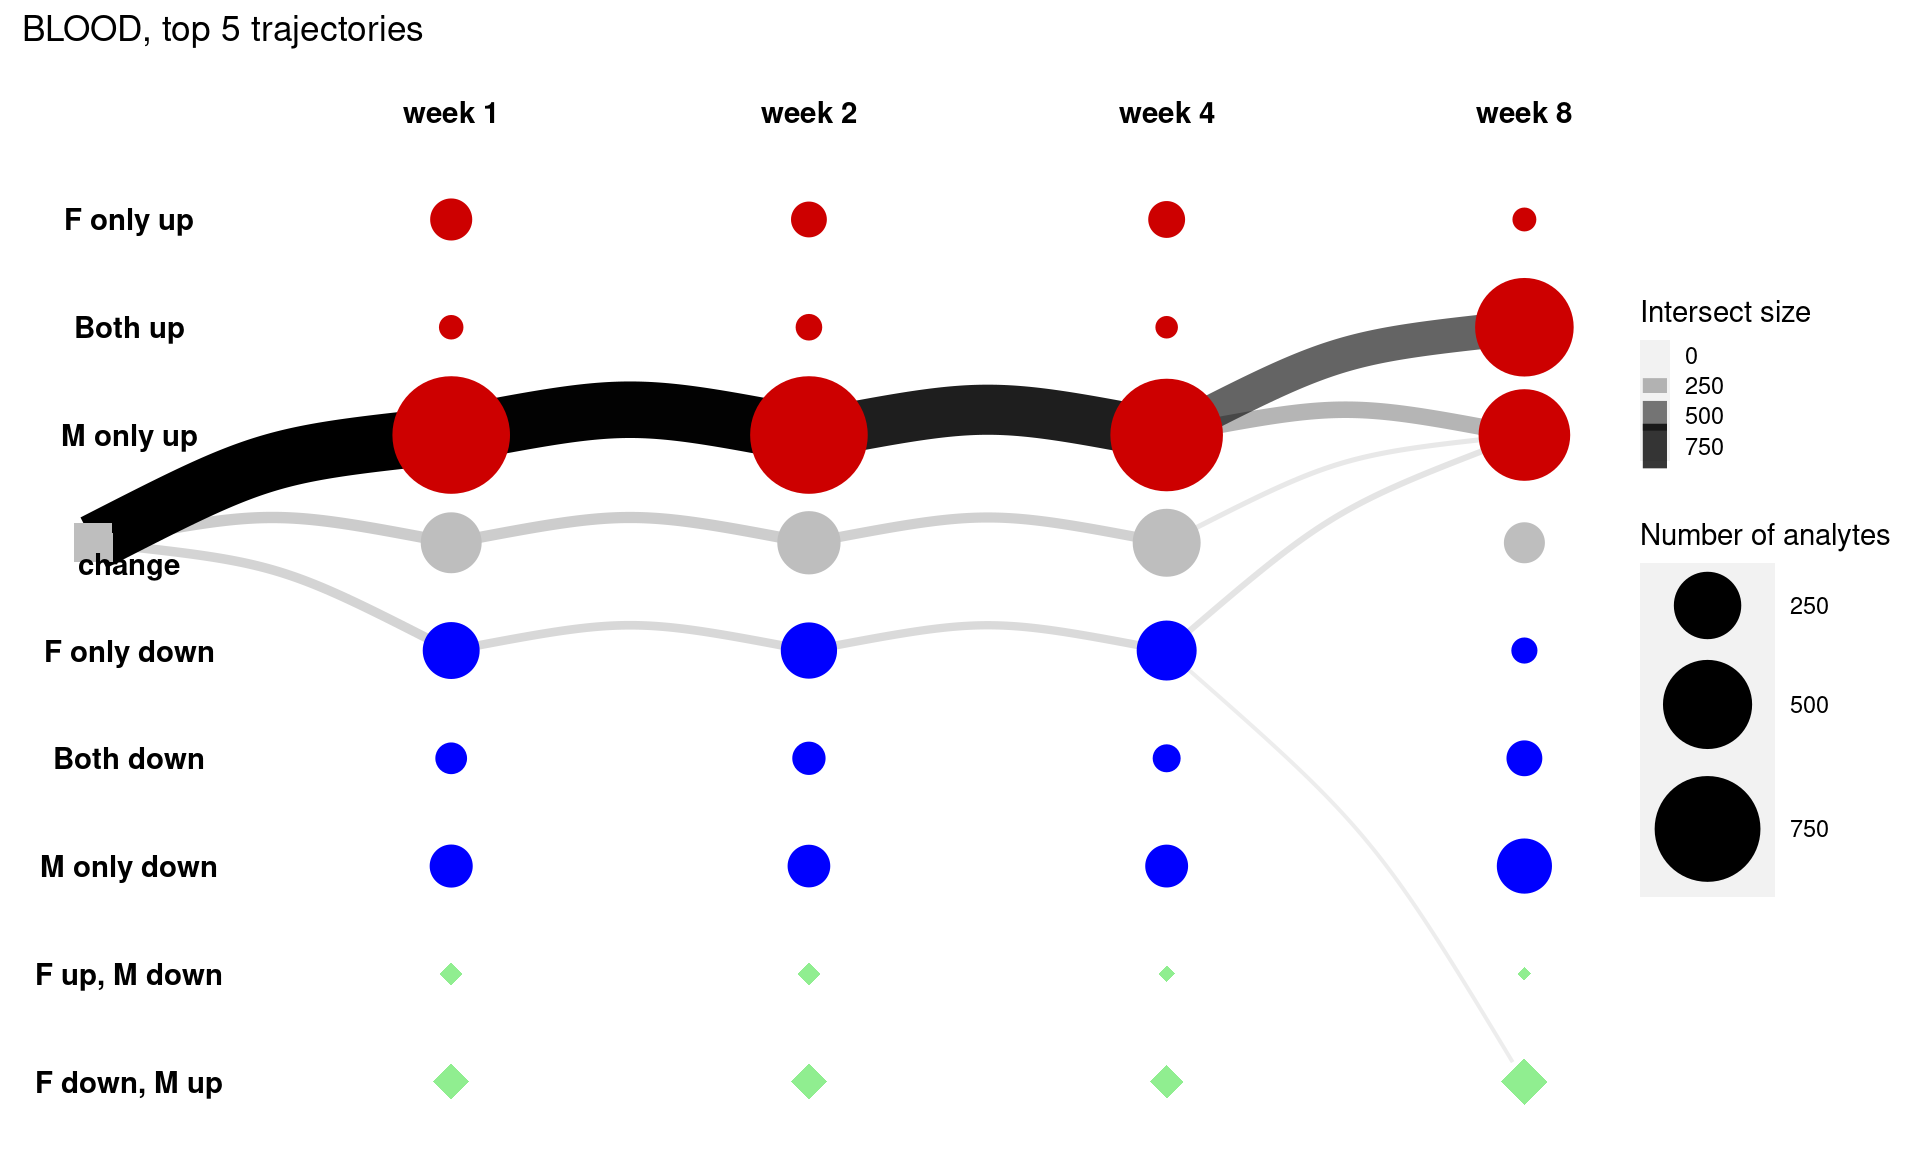 BLOOD, top 5 trajectories
week 1 week 2 week 4 week 8
F only up
Both up
M only up
change
F only down
Both down
M only down
F up, M down
F down, M up
Intersect size
0
250
500
750
Number of analytes
250
500
750